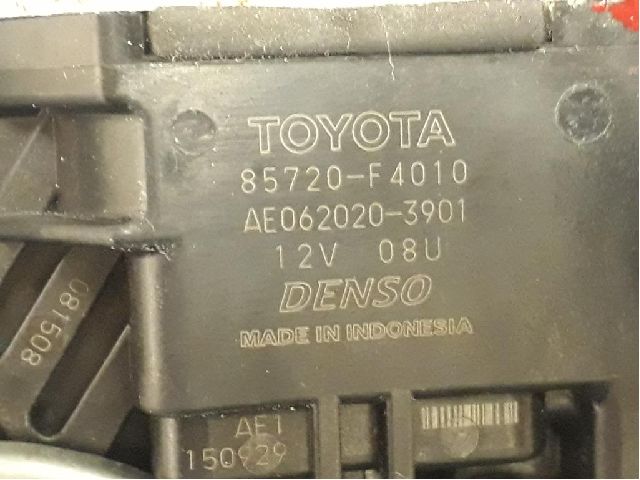 TOYOTA
85720-F4010
AE062020-3901
12V 08U
DENSO
MADE IN INDONESIA
081508
AE1
150929